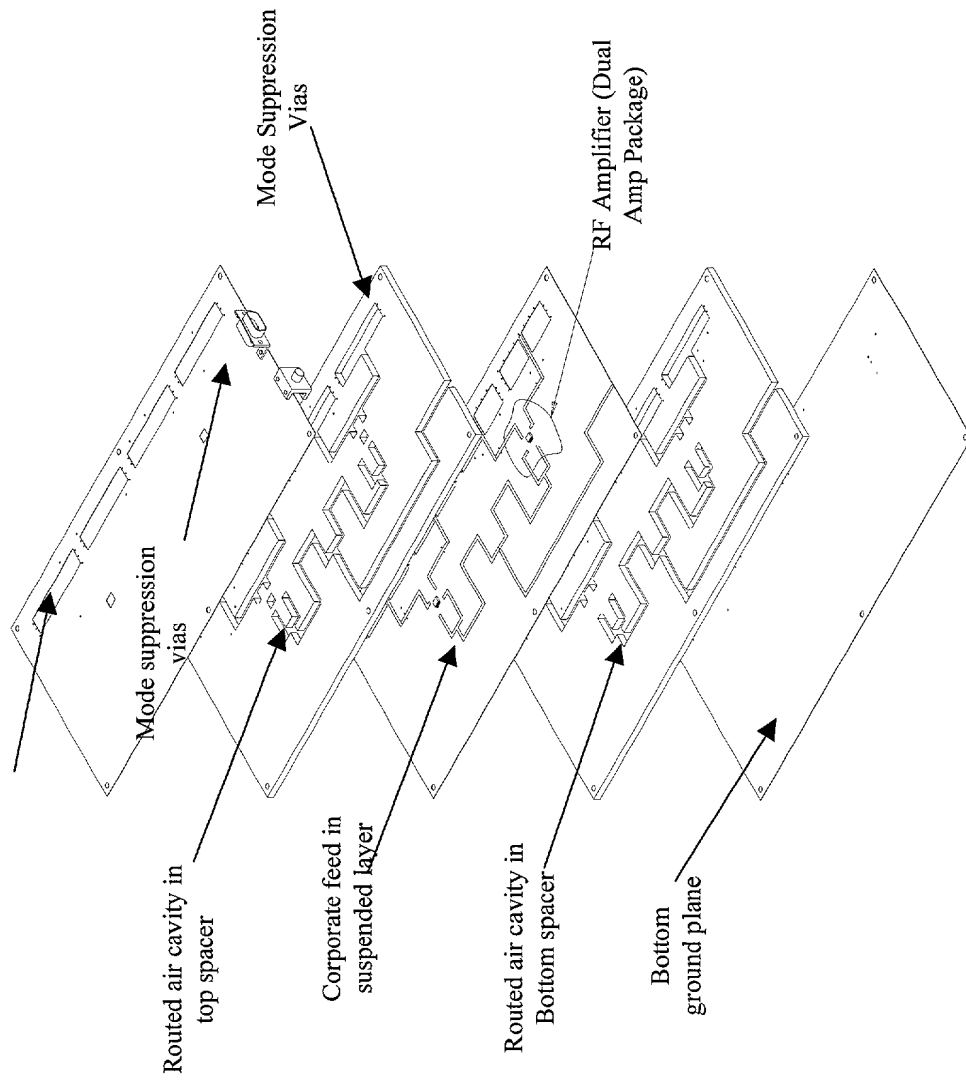 Mode Suppression
Vias
RF Amplifier (Dual
Amp Package)
Mode suppression
vias
Routed air cavity in
top spacer
Corporate feed in
suspended layer
Routed air cavity in
Bottom spacer
Bottom
ground plane